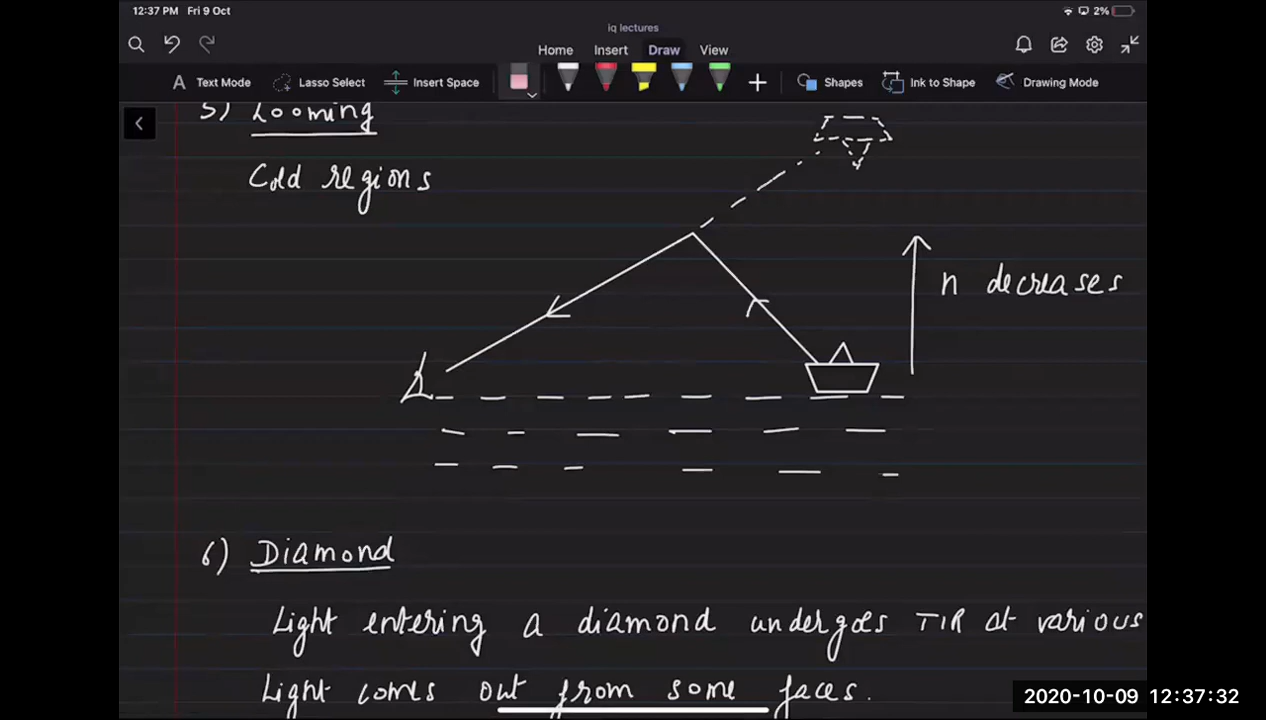 12:37 PM Fri 9 Oct
2%
iq lectures
Home Insert Draw View
Text Mode Lasso Select Insert Space Shapes Ink to Shape Drawing Mode
5) Looming
Cold regions
n decreases
6) Diamond
Light entering a diamond undergoes TIR at various
Light comes out from some faces.
2020-10-09 12:37:32